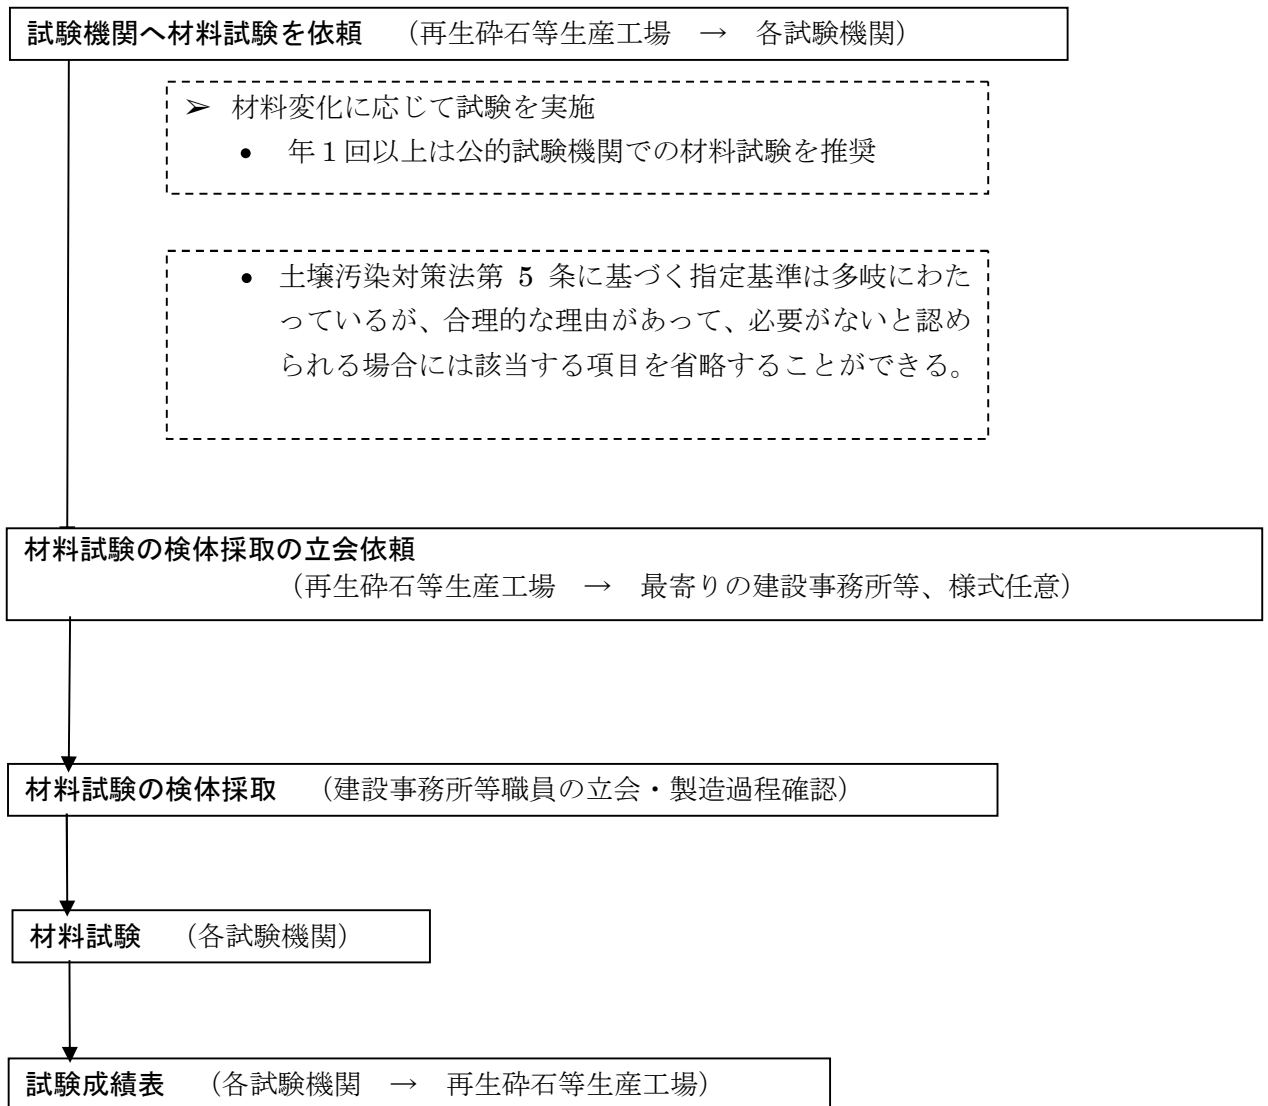 試験機関へ材料試験を依頼　（再生砕石等生産工場　→　各試験機関）
➢ 材料変化に応じて試験を実施
• 年１回以上は公的試験機関での材料試験を推奨
• 土壌汚染対策法第 5 条に基づく指定基準は多岐にわた
っているが、合理的な理由があって、必要がないと認め
られる場合には該当する項目を省略することができる。
材料試験の検体採取の立会依頼
（再生砕石等生産工場　→　最寄りの建設事務所等、様式任意）
材料試験の検体採取　（建設事務所等職員の立会・製造過程確認）
材料試験　（各試験機関）
試験成績表　（各試験機関　→　再生砕石等生産工場）